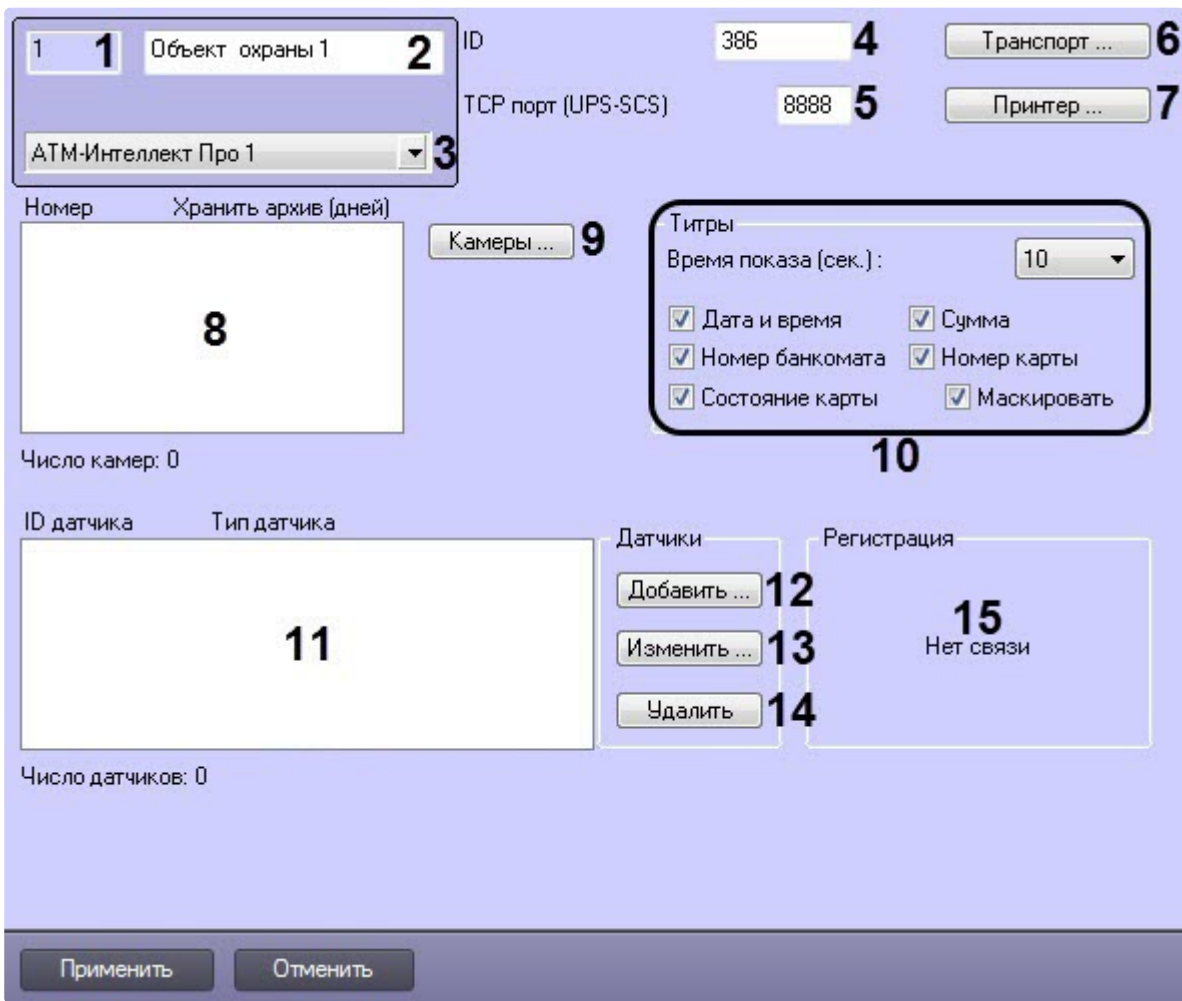 1 1 Объект охраны 1 2 ID 386 4 Транспорт ... 6
TCP порт (UPS-SCS) 8888 5 Принтер ... 7
АТМ-Интеллект Про 1 3
Номер Хранить архив (дней)
Камеры ... 9
8
Титры
Время показа (сек.) : 10
Дата и время Сумма
Номер банкомата Номер карты
Состояние карты Маскировать
10
Число камер: 0
ID датчика Тип датчика
11
Датчики
Добавить ... 12
Изменить ... 13
Удалить 14
Регистрация
15
Нет связи
Число датчиков: 0
Применить Отменить